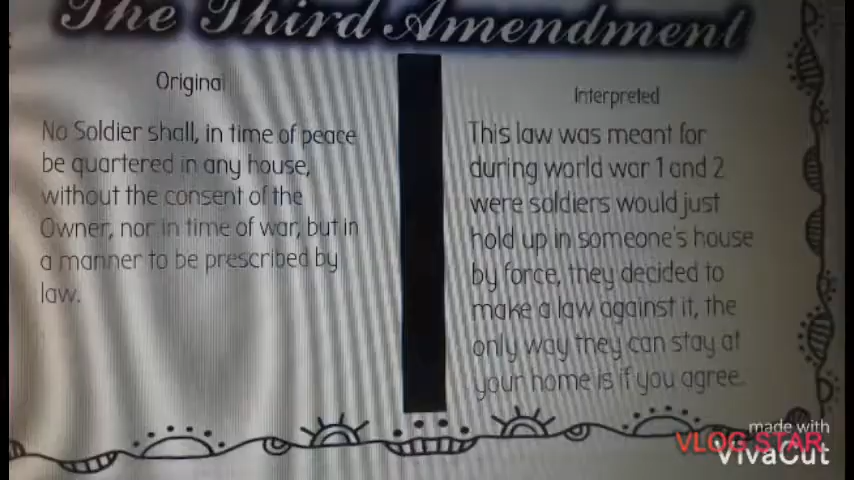 The Third Amendment
Original
No Soldier shall, in time of peace
be quartered in any house,
without the consent of the
Owner, nor in time of war, but in
a manner to be prescribed by
law.
Interpreted
This law was meant for
during world war 1 and 2
were soldiers would just
hold up in someone's house
by force, they decided to
make a law against it, the
only way they can stay at
your home is if you agree.
made with
VLOG STAR
VivaCut